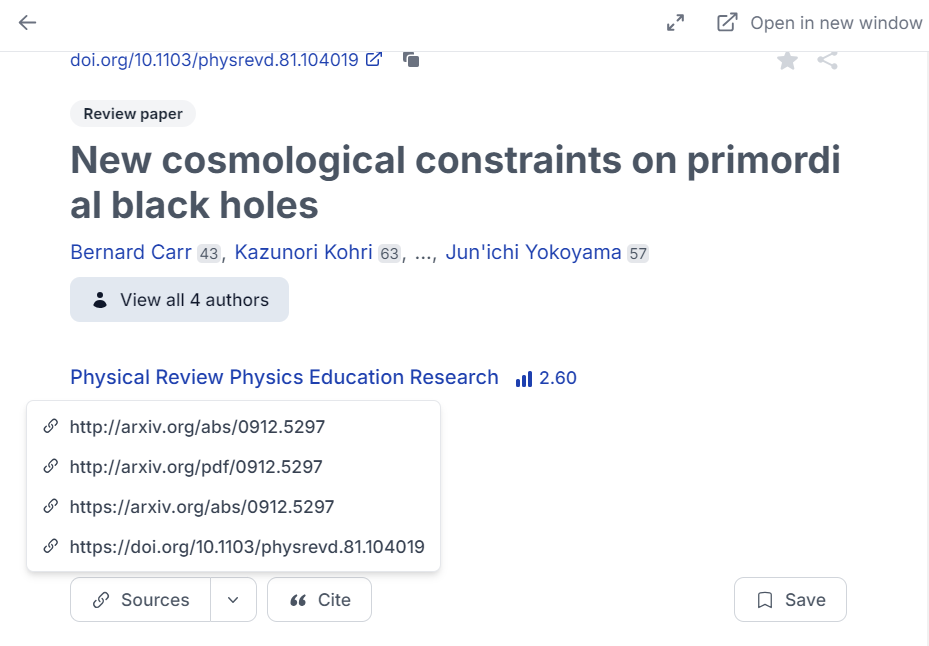 Open in new window
doi.org/10.1103/physrevd.81.104019
Review paper
New cosmological constraints on primordi
al black holes
Bernard Carr 43, Kazunori Kohri 63, ..., Jun'ichi Yokoyama 57
View all 4 authors
Physical Review Physics Education Research 2.60
http://arxiv.org/abs/0912.5297
http://arxiv.org/pdf/0912.5297
https://arxiv.org/abs/0912.5297
https://doi.org/10.1103/physrevd.81.104019
Sources Cite Save